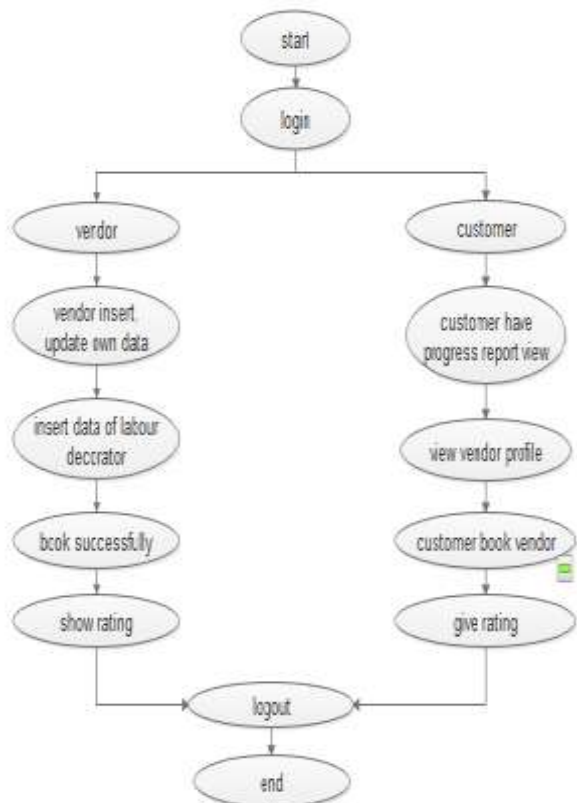 start
login
vendor
customer
vendor insert
update own data
customer have
progress report view
insert data of labour
decorator
view vendor profile
book successfully
customer book vendor
show rating
give rating
logout
end